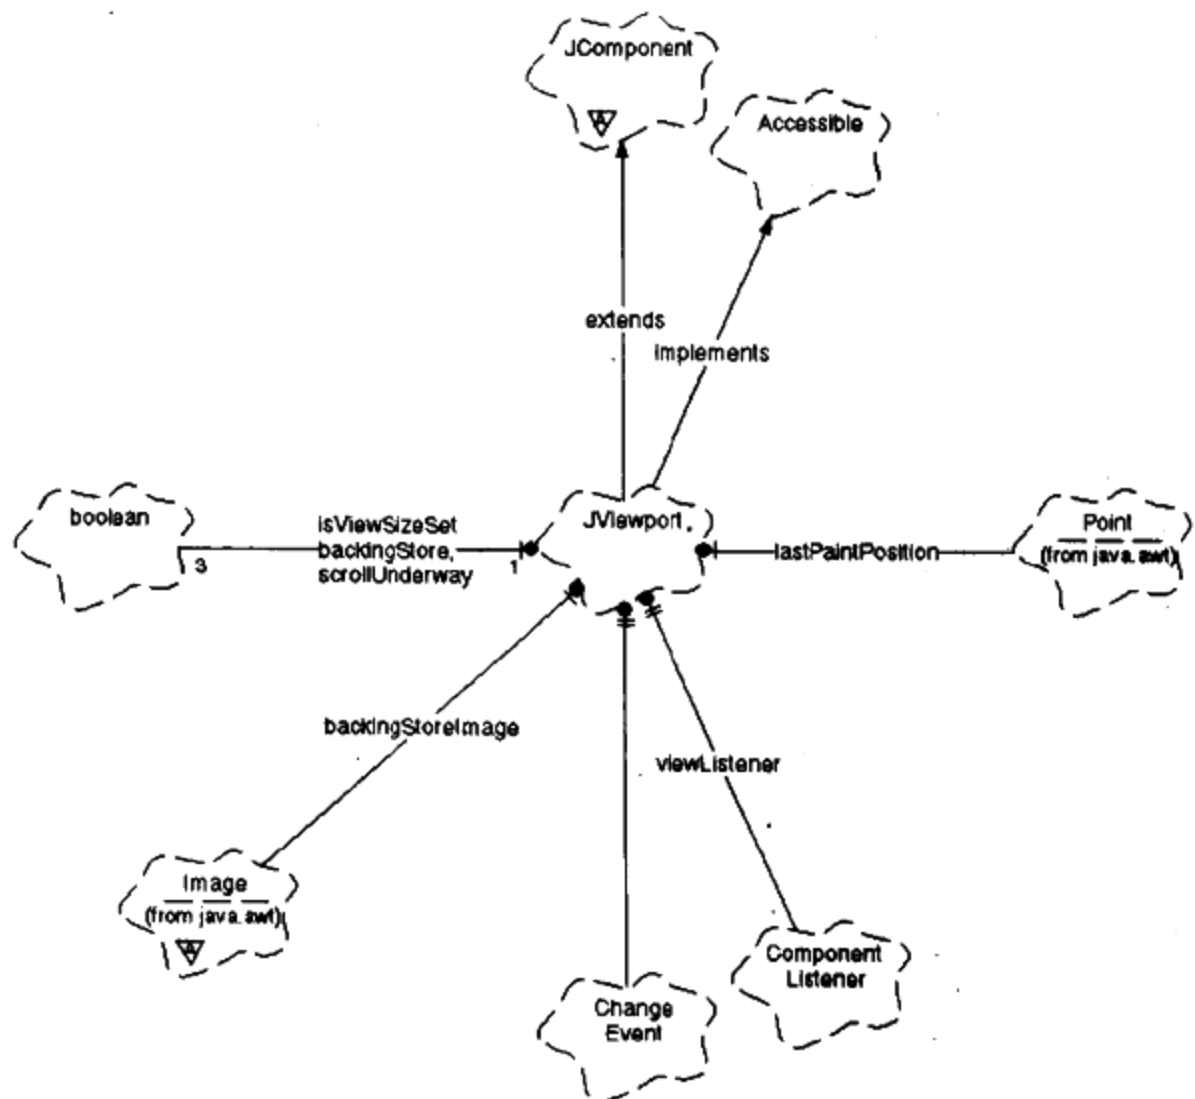 JComponent
A
Accessible
extends
implements
boolean
isViewSizeSet
backingStore,
scrollUnderway
3
1
JViewport
lastPaintPosition
Point
(from java.awt)
backingStoreImage
viewListener
Image
(from java.awt)
A
Component
Listener
Change
Event